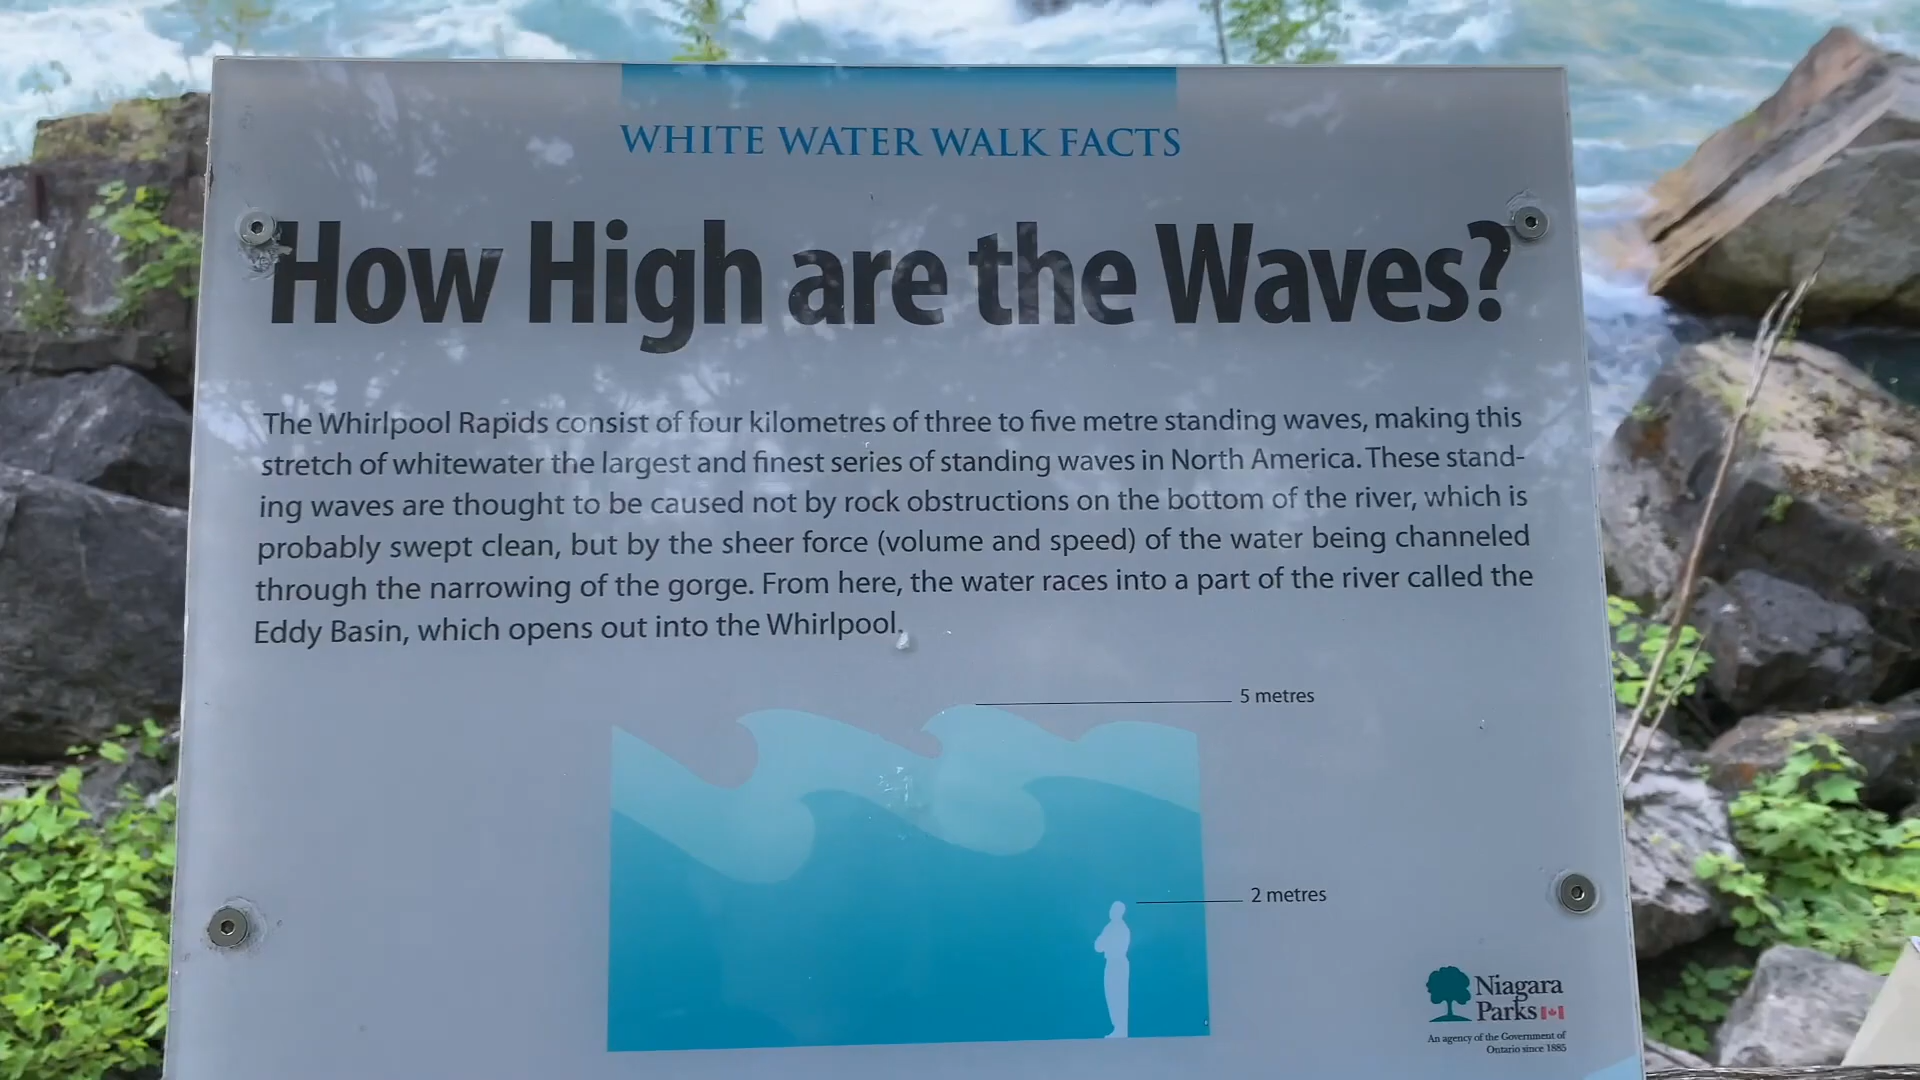 WHITE WATER WALK FACTS
How High are the Waves?
The Whirlpool Rapids consist of four kilometres of three to five metre standing waves, making this
stretch of whitewater the largest and finest series of standing waves in North America. These stand-
ing waves are thought to be caused not by rock obstructions on the bottom of the river, which is
probably swept clean, but by the sheer force (volume and speed) of the water being channeled
through the narrowing of the gorge. From here, the water races into a part of the river called the
Eddy Basin, which opens out into the Whirlpool.
5 metres
2 metres
Niagara
Parks
An agency of the Government of
Ontario since 1885